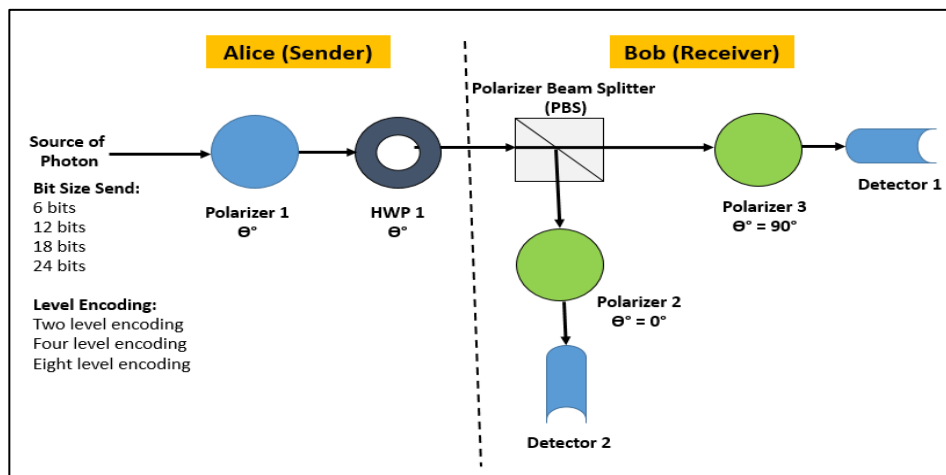 Alice (Sender)
Bob (Receiver)
Polarizer Beam Splitter
(PBS)
Source of
Photon
Bit Size Send:
6 bits
12 bits
18 bits
24 bits
Polarizer 1
Ɵ°
HWP 1
Ɵ°
Polarizer 3
Ɵ° = 90°
Detector 1
Level Encoding:
Two level encoding
Four level encoding
Eight level encoding
Polarizer 2
Ɵ° = 0°
Detector 2